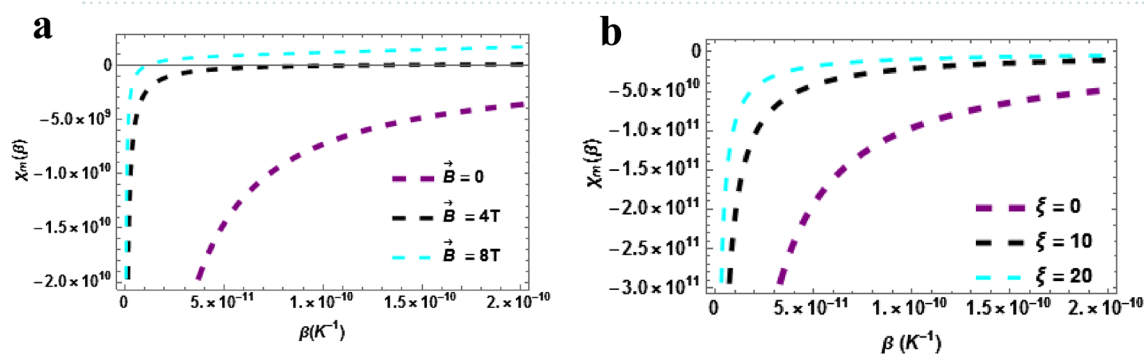 a
0
−5.0×10⁹
−1.0×10¹⁰
−1.5×10¹⁰
−2.0×10¹⁰
χₘ(β)
B⃗ = 0
B⃗ = 4T
B⃗ = 8T
0 5.×10⁻¹¹ 1.×10⁻¹⁰ 1.5×10⁻¹⁰ 2.×10⁻¹⁰
β(K⁻¹)
b
0
−5.0×10¹⁰
−1.0×10¹¹
−1.5×10¹¹
−2.0×10¹¹
−2.5×10¹¹
−3.0×10¹¹
χₘ(β)
ξ = 0
ξ = 10
ξ = 20
0 5.×10⁻¹¹ 1.×10⁻¹⁰ 1.5×10⁻¹⁰ 2.×10⁻¹⁰
β (K⁻¹)